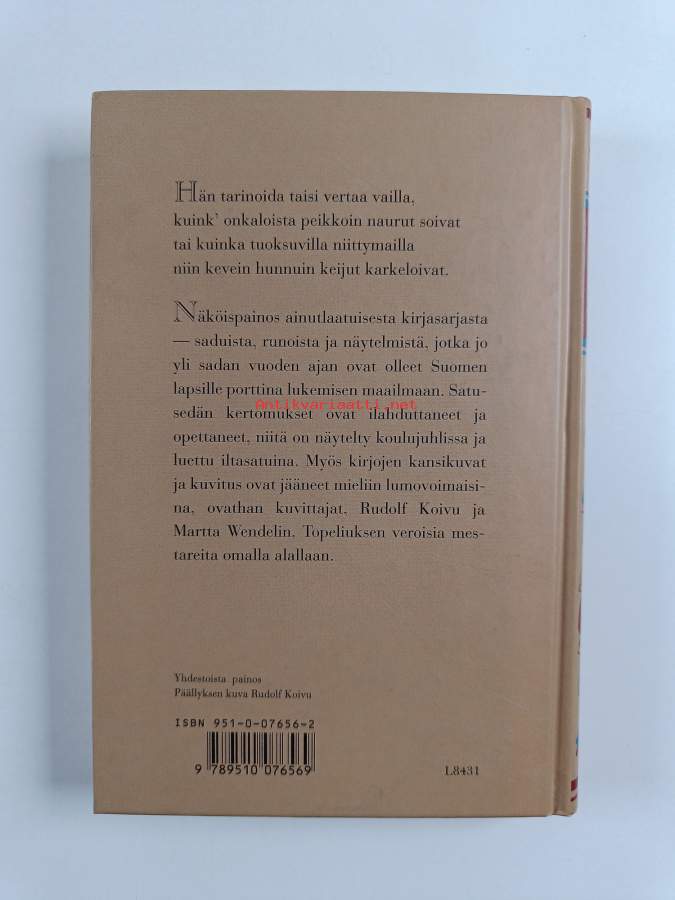 Hän tarinoida taisi vertaa vailla,
kuink' onkaloista peikkoin naurut soivat
tai kuinka tuoksuvilla niittymailla
niin kevein hunnuin keijut karkeloivat.
Näköispainos ainutlaatuisesta kirjasarjasta
— saduista, runoista ja näytelmistä, jotka jo
yli sadan vuoden ajan ovat olleet Suomen
lapsille porttina lukemisen maailmaan. Satu-
Antikvariaatti.net
sedän kertomukset ovat ilahduttaneet ja
opettaneet, niitä on näytelty koulujuhlissa ja
luettu iltasatuina. Myös kirjojen kansikuvat
ja kuvitus ovat jääneet mieliin lumovoimaisi-
na, ovathan kuvittajat, Rudolf Koivu ja
Martta Wendelin, Topeliuksen veroisia mes-
tareita omalla alallaan.
Yhdestoista painos
Päällyksen kuva Rudolf Koivu
ISBN 951-0-07656-2
9 789510 076569
L8431